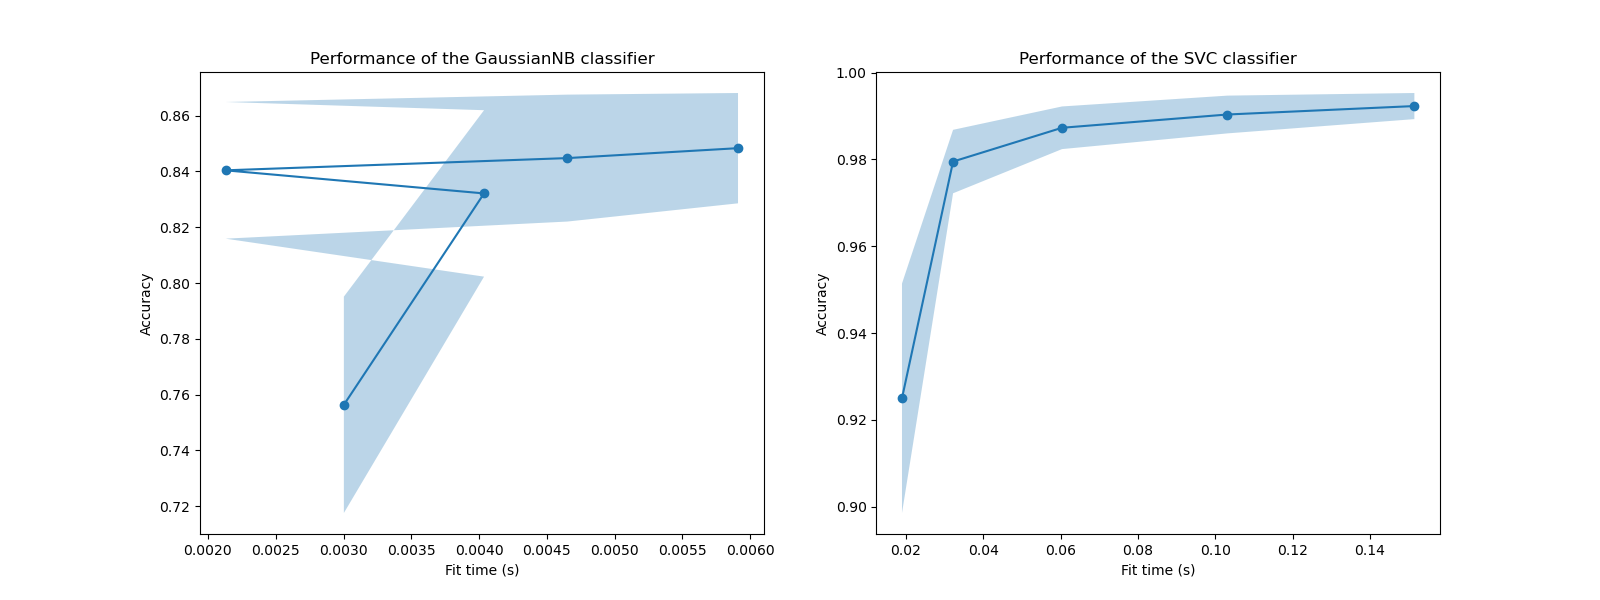 Performance of the GaussianNB classifier
Accuracy
0.86
0.84
0.82
0.80
0.78
0.76
0.74
0.72
0.0020 0.0025 0.0030 0.0035 0.0040 0.0045 0.0050 0.0055 0.0060
Fit time (s)
Performance of the SVC classifier
Accuracy
1.00
0.98
0.96
0.94
0.92
0.90
0.02 0.04 0.06 0.08 0.10 0.12 0.14
Fit time (s)